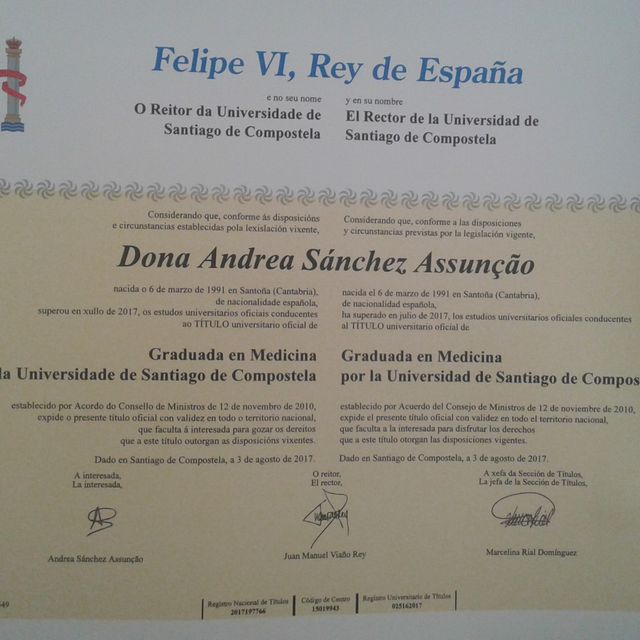 Felipe VI, Rey de España
e no seu nome
O Reitor da Universidade de
Santiago de Compostela
y en su nombre
El Rector de la Universidad de
Santiago de Compostela
Considerando que, conforme ás disposicións
e circunstancias establecidas pola lexislación vixente,
Considerando que, conforme a las disposiciones
y circunstancias previstas por la legislación vigente,
Dona Andrea Sánchez Assunção
nacida o 6 de marzo de 1991 en Santoña (Cantabria),
de nacionalidade española,
superou en xullo de 2017, os estudos universitarios oficiais conducentes
ao TÍTULO universitario oficial de
nacida el 6 de marzo de 1991 en Santoña (Cantabria),
de nacionalidad española,
ha superado en julio de 2017, los estudios universitarios oficiales conducentes
al TÍTULO universitario oficial de
Graduada en Medicina
la Universidade de Santiago de Compostela
Graduada en Medicina
por la Universidad de Santiago de Compos
establecido por Acordo do Consello de Ministros de 12 de novembro de 2010,
expide o presente título oficial con validez en todo o territorio nacional,
que faculta á interesada para gozar os dereitos
que a este título outorgan as disposicións vixentes.
establecido por Acuerdo del Consejo de Ministros de 12 de noviembre de 2010,
expide el presente título oficial con validez en todo el territorio nacional,
que faculta a la interesada para disfrutar los derechos
que a este título otorgan las disposiciones vigentes.
Dado en Santiago de Compostela, a 3 de agosto de 2017.
Dado en Santiago de Compostela, a 3 de agosto de 2017.
A interesada,
La interesada,
O reitor,
El rector,
A xefa da Sección de Títulos,
La jefa de la Sección de Títulos,
Andrea Sánchez Assunção
Juan Manuel Viaño Rey
Marcelina Rial Domínguez
49
Registro Nacional de Títulos
2017197766
Código de Centro
15019943
Registro Universitario de Títulos
025162017